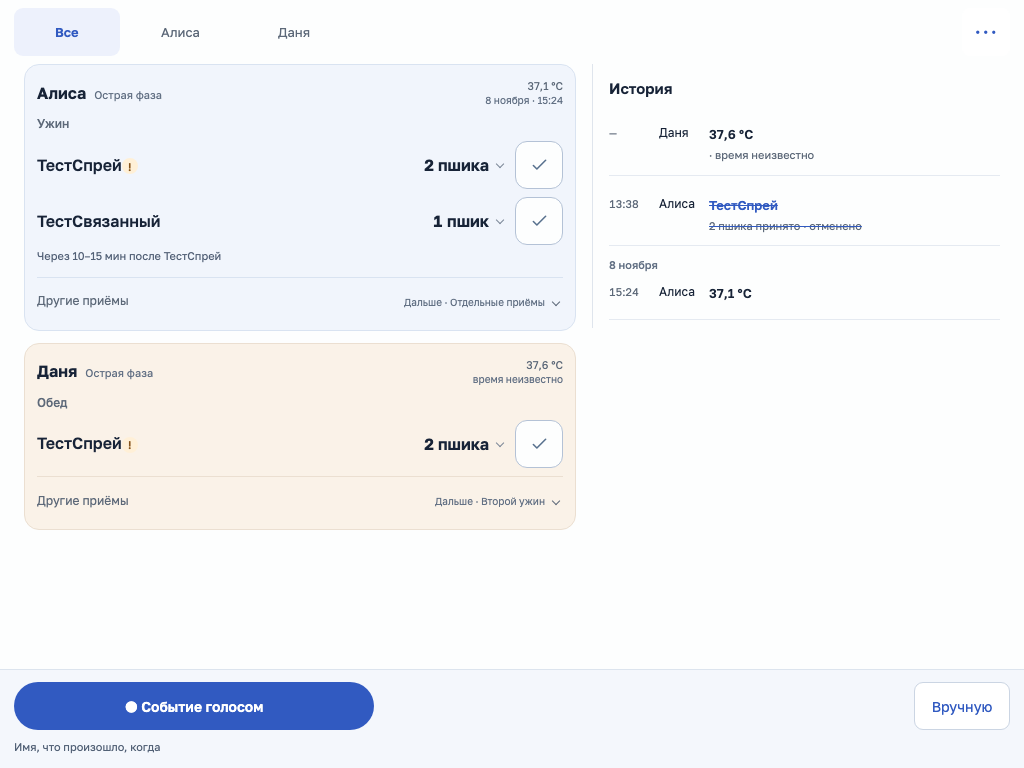 Все
Алиса
Даня
...
Алиса Острая фаза
37,1 °C
8 ноября · 15:24
Ужин
ТестСпрей !
2 пшика
ТестСвязанный
1 пшик
Через 10–15 мин после ТестСпрей
Другие приёмы
Дальше · Отдельные приёмы
Даня Острая фаза
37,6 °C
время неизвестно
Обед
ТестСпрей !
2 пшика
Другие приёмы
Дальше · Второй ужин
История
– Даня 37,6 °C
· время неизвестно
13:38 Алиса ТестСпрей
2 пшика принято · отменено
8 ноября
15:24 Алиса 37,1 °C
Событие голосом
Имя, что произошло, когда
Вручную